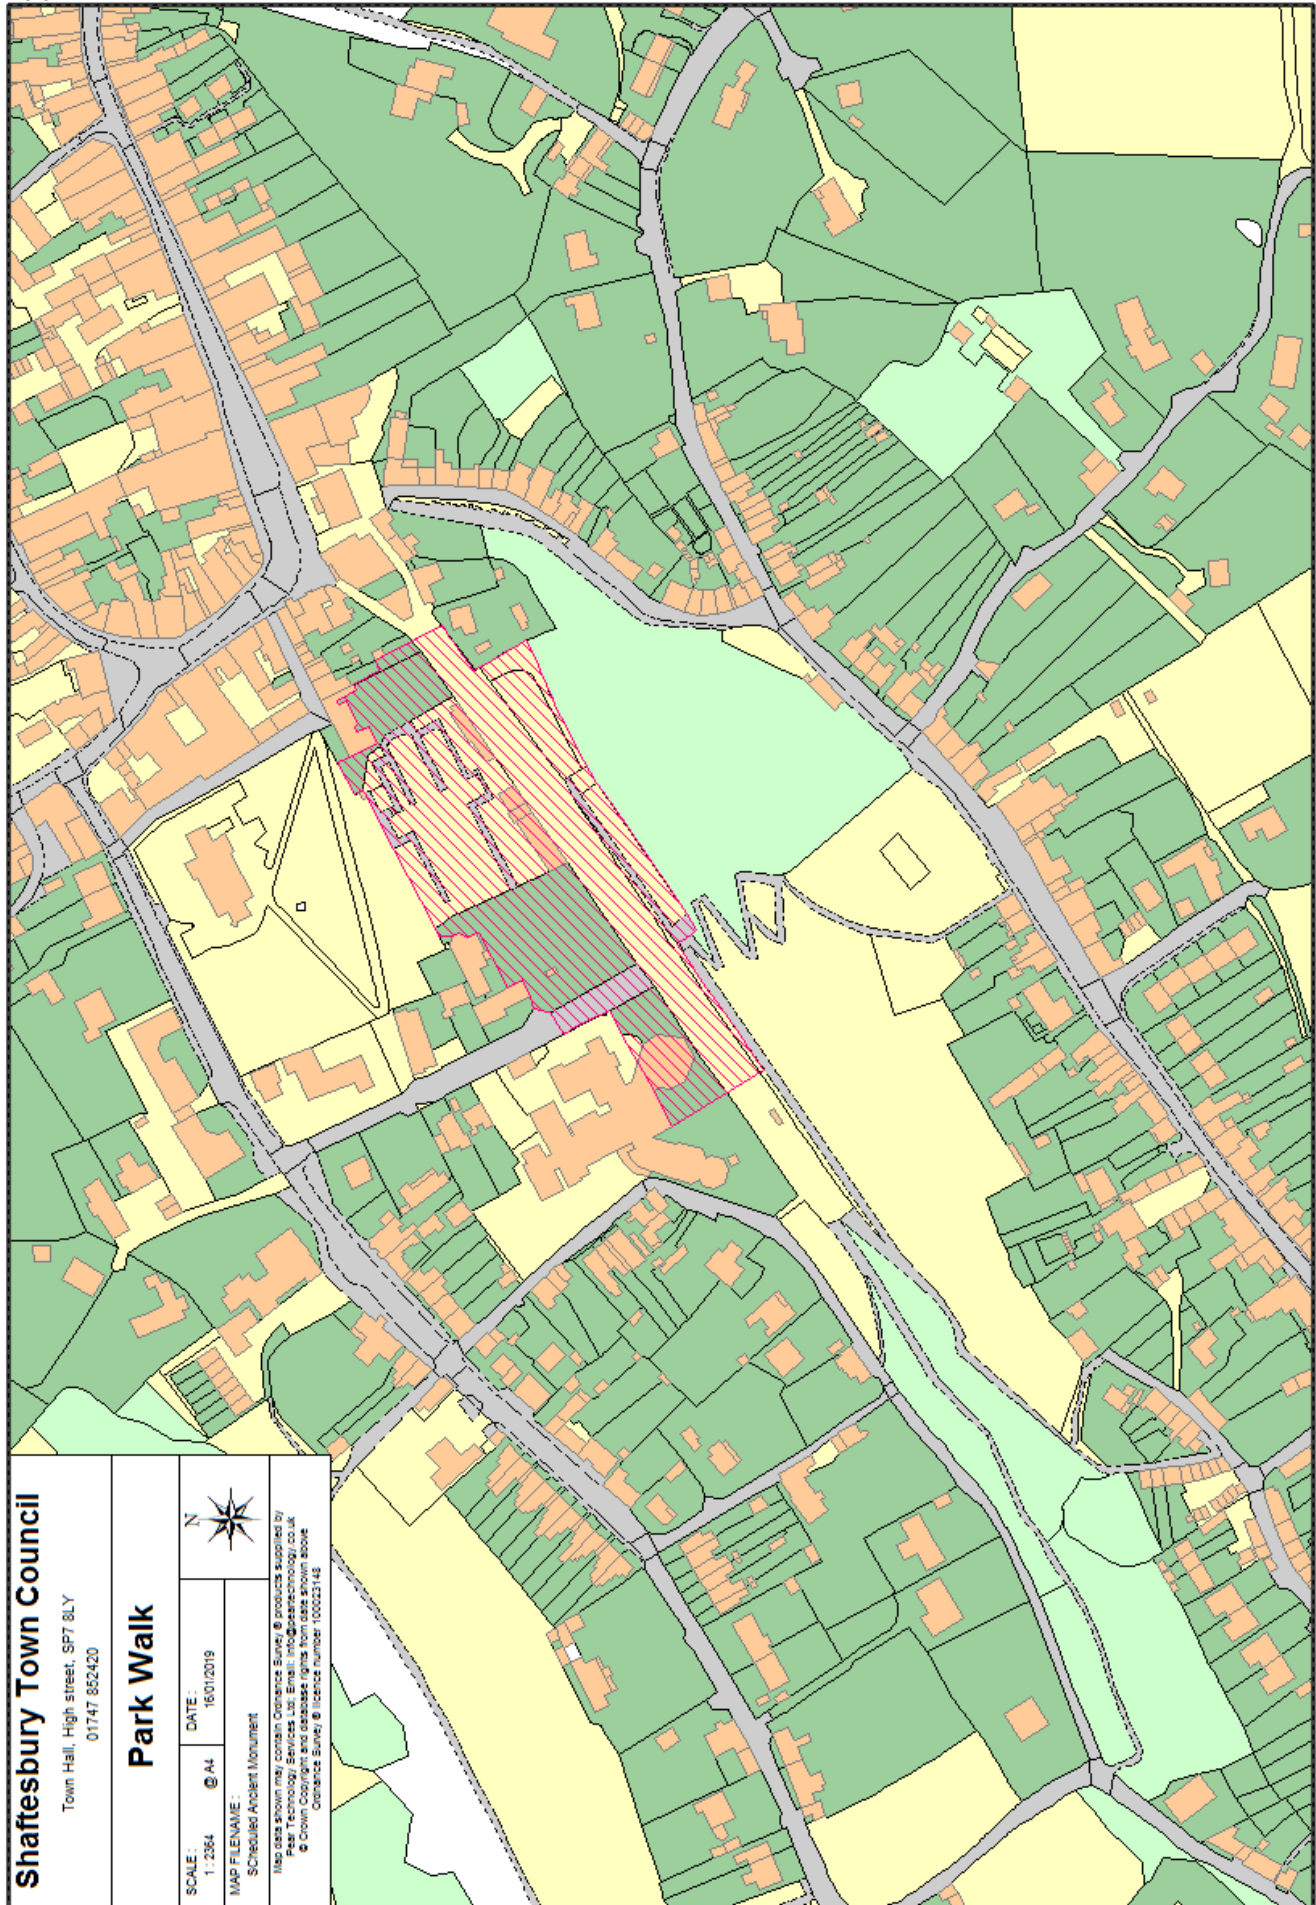 Shaftesbury Town Council
Town Hall, High street, SP7 8LY
01747 852420
Park Walk
SCALE :
1 : 2364 @ A4
DATE :
16/01/2019
N
MAP FILENAME :
SCheduled Ancient Monument
Map data shown may contain Ordnance Survey ® products supplied by
Pear Technology Services Ltd; Email: info@peartechnology.co.uk
© Crown Copyright and database rights from date shown above
Ordnance Survey ® licence number 100023148